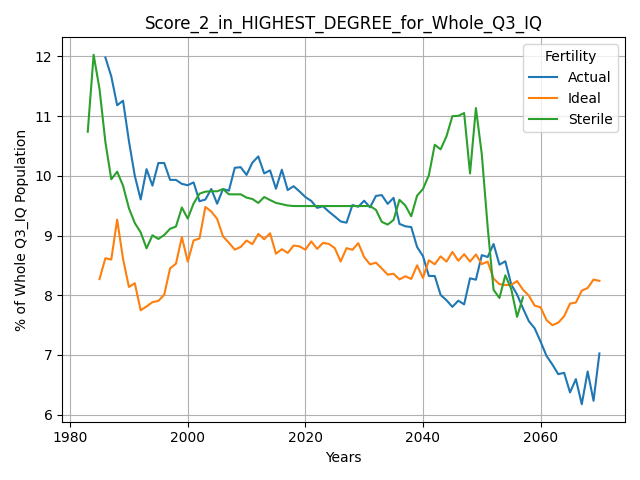 Score_2_in_HIGHEST_DEGREE_for_Whole_Q3_IQ
% of Whole Q3_IQ Population
12
11
10
9
8
7
6
Fertility
Actual
Ideal
Sterile
1980
2000
2020
2040
2060
Years